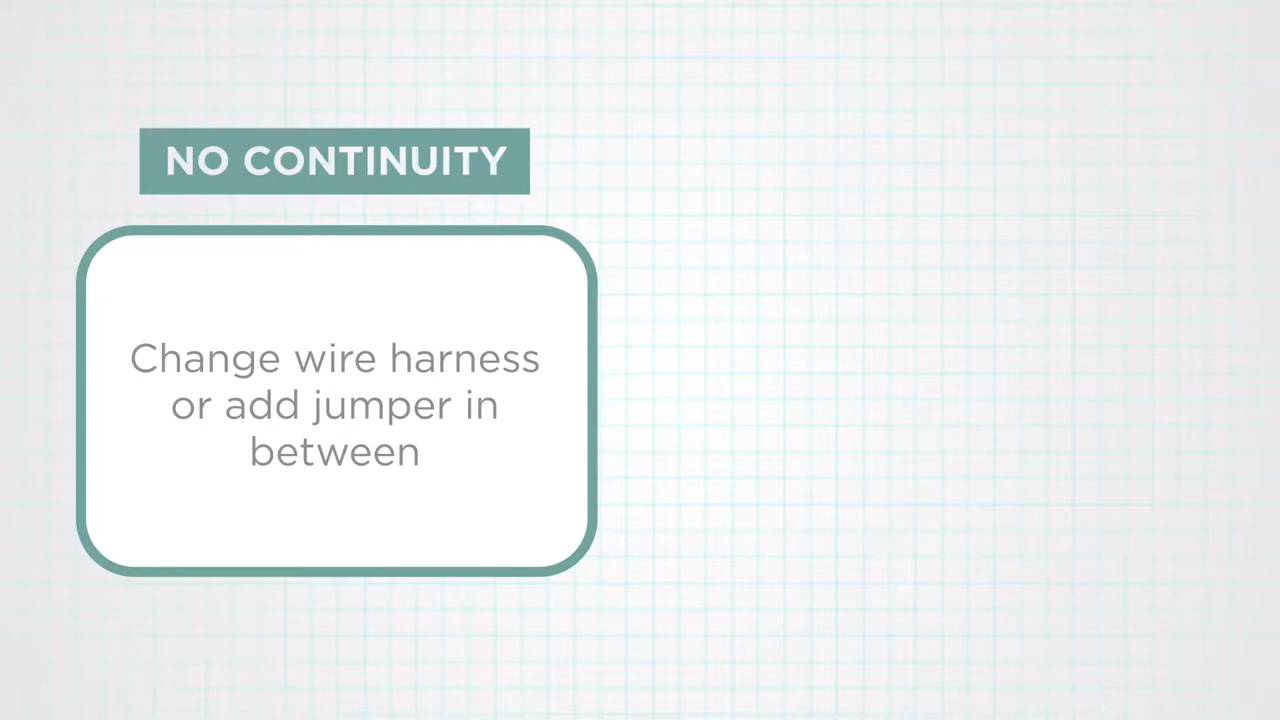 NO CONTINUITY
Change wire harness
or add jumper in
between